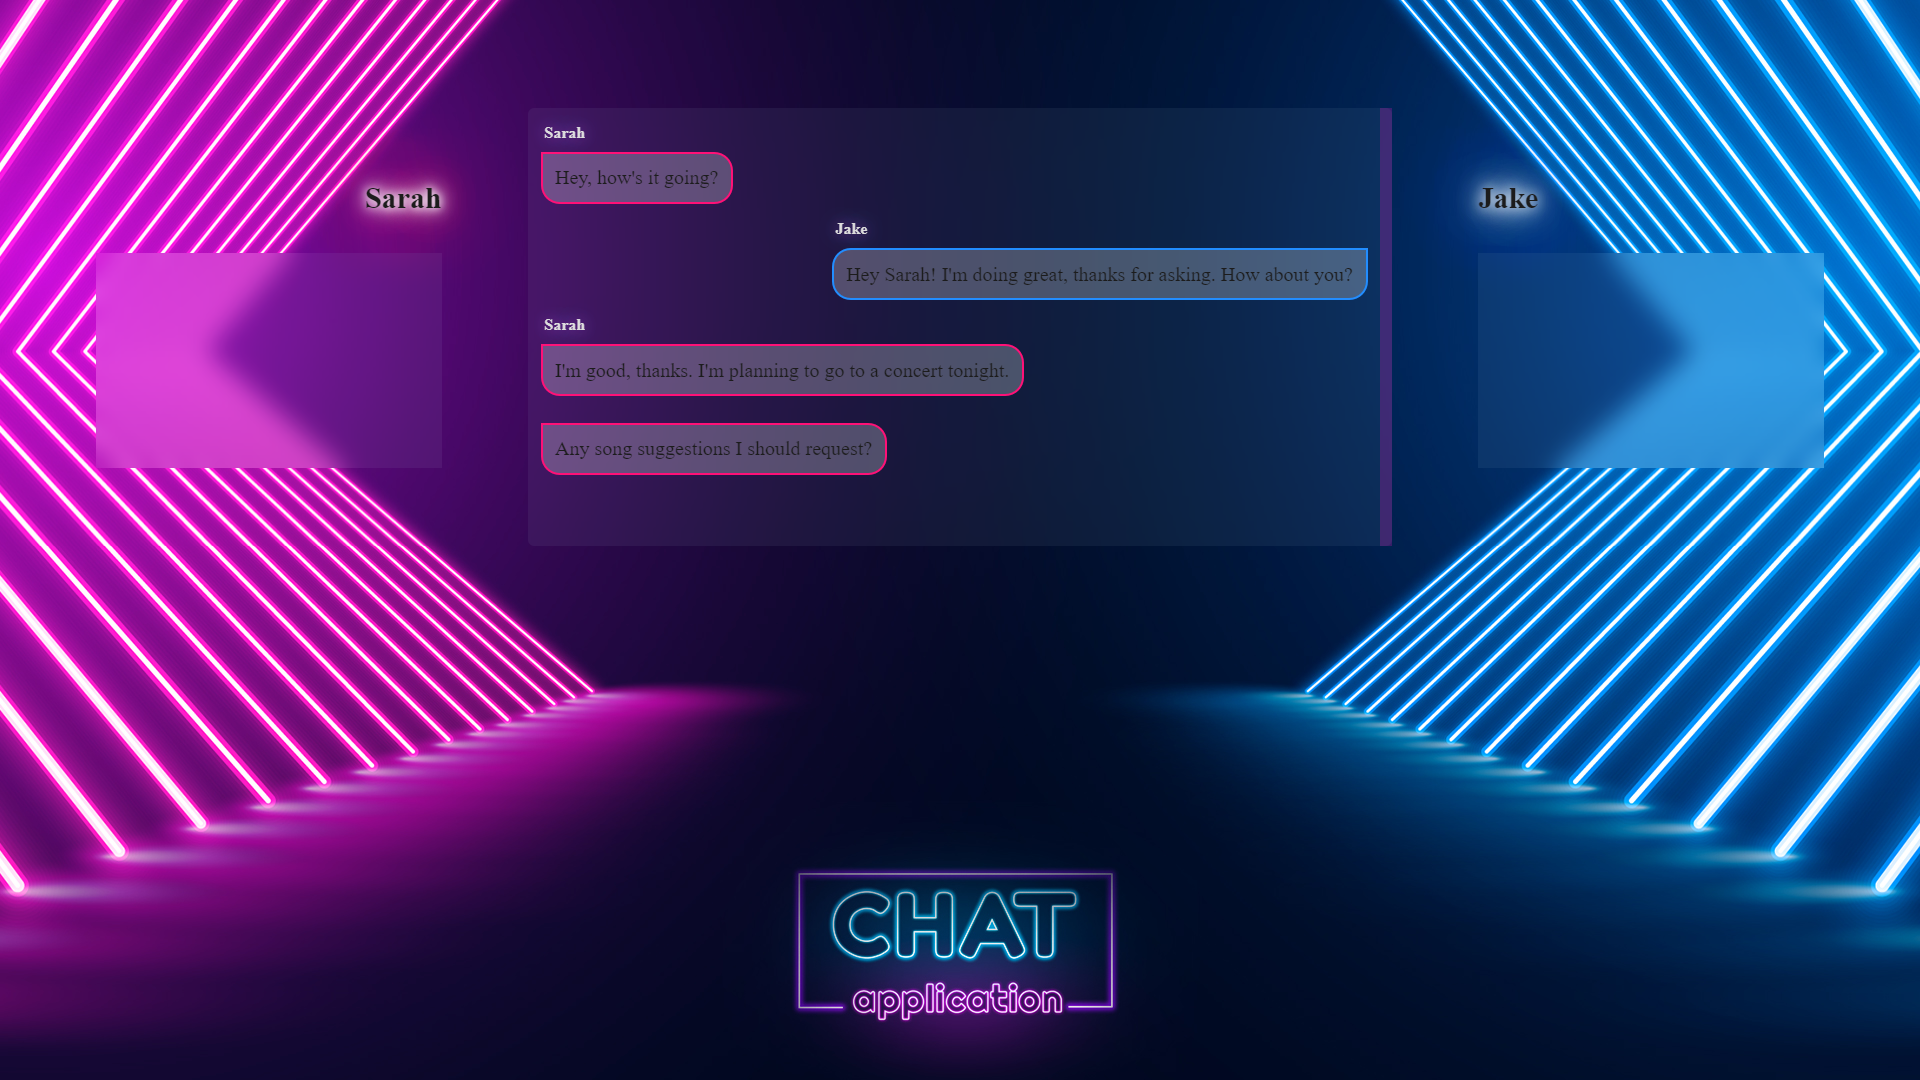 Sarah
Hey, how's it going?
Jake
Hey Sarah! I'm doing great, thanks for asking. How about you?
Sarah
I'm good, thanks. I'm planning to go to a concert tonight.
Any song suggestions I should request?
Sarah
Jake
CHAT
application